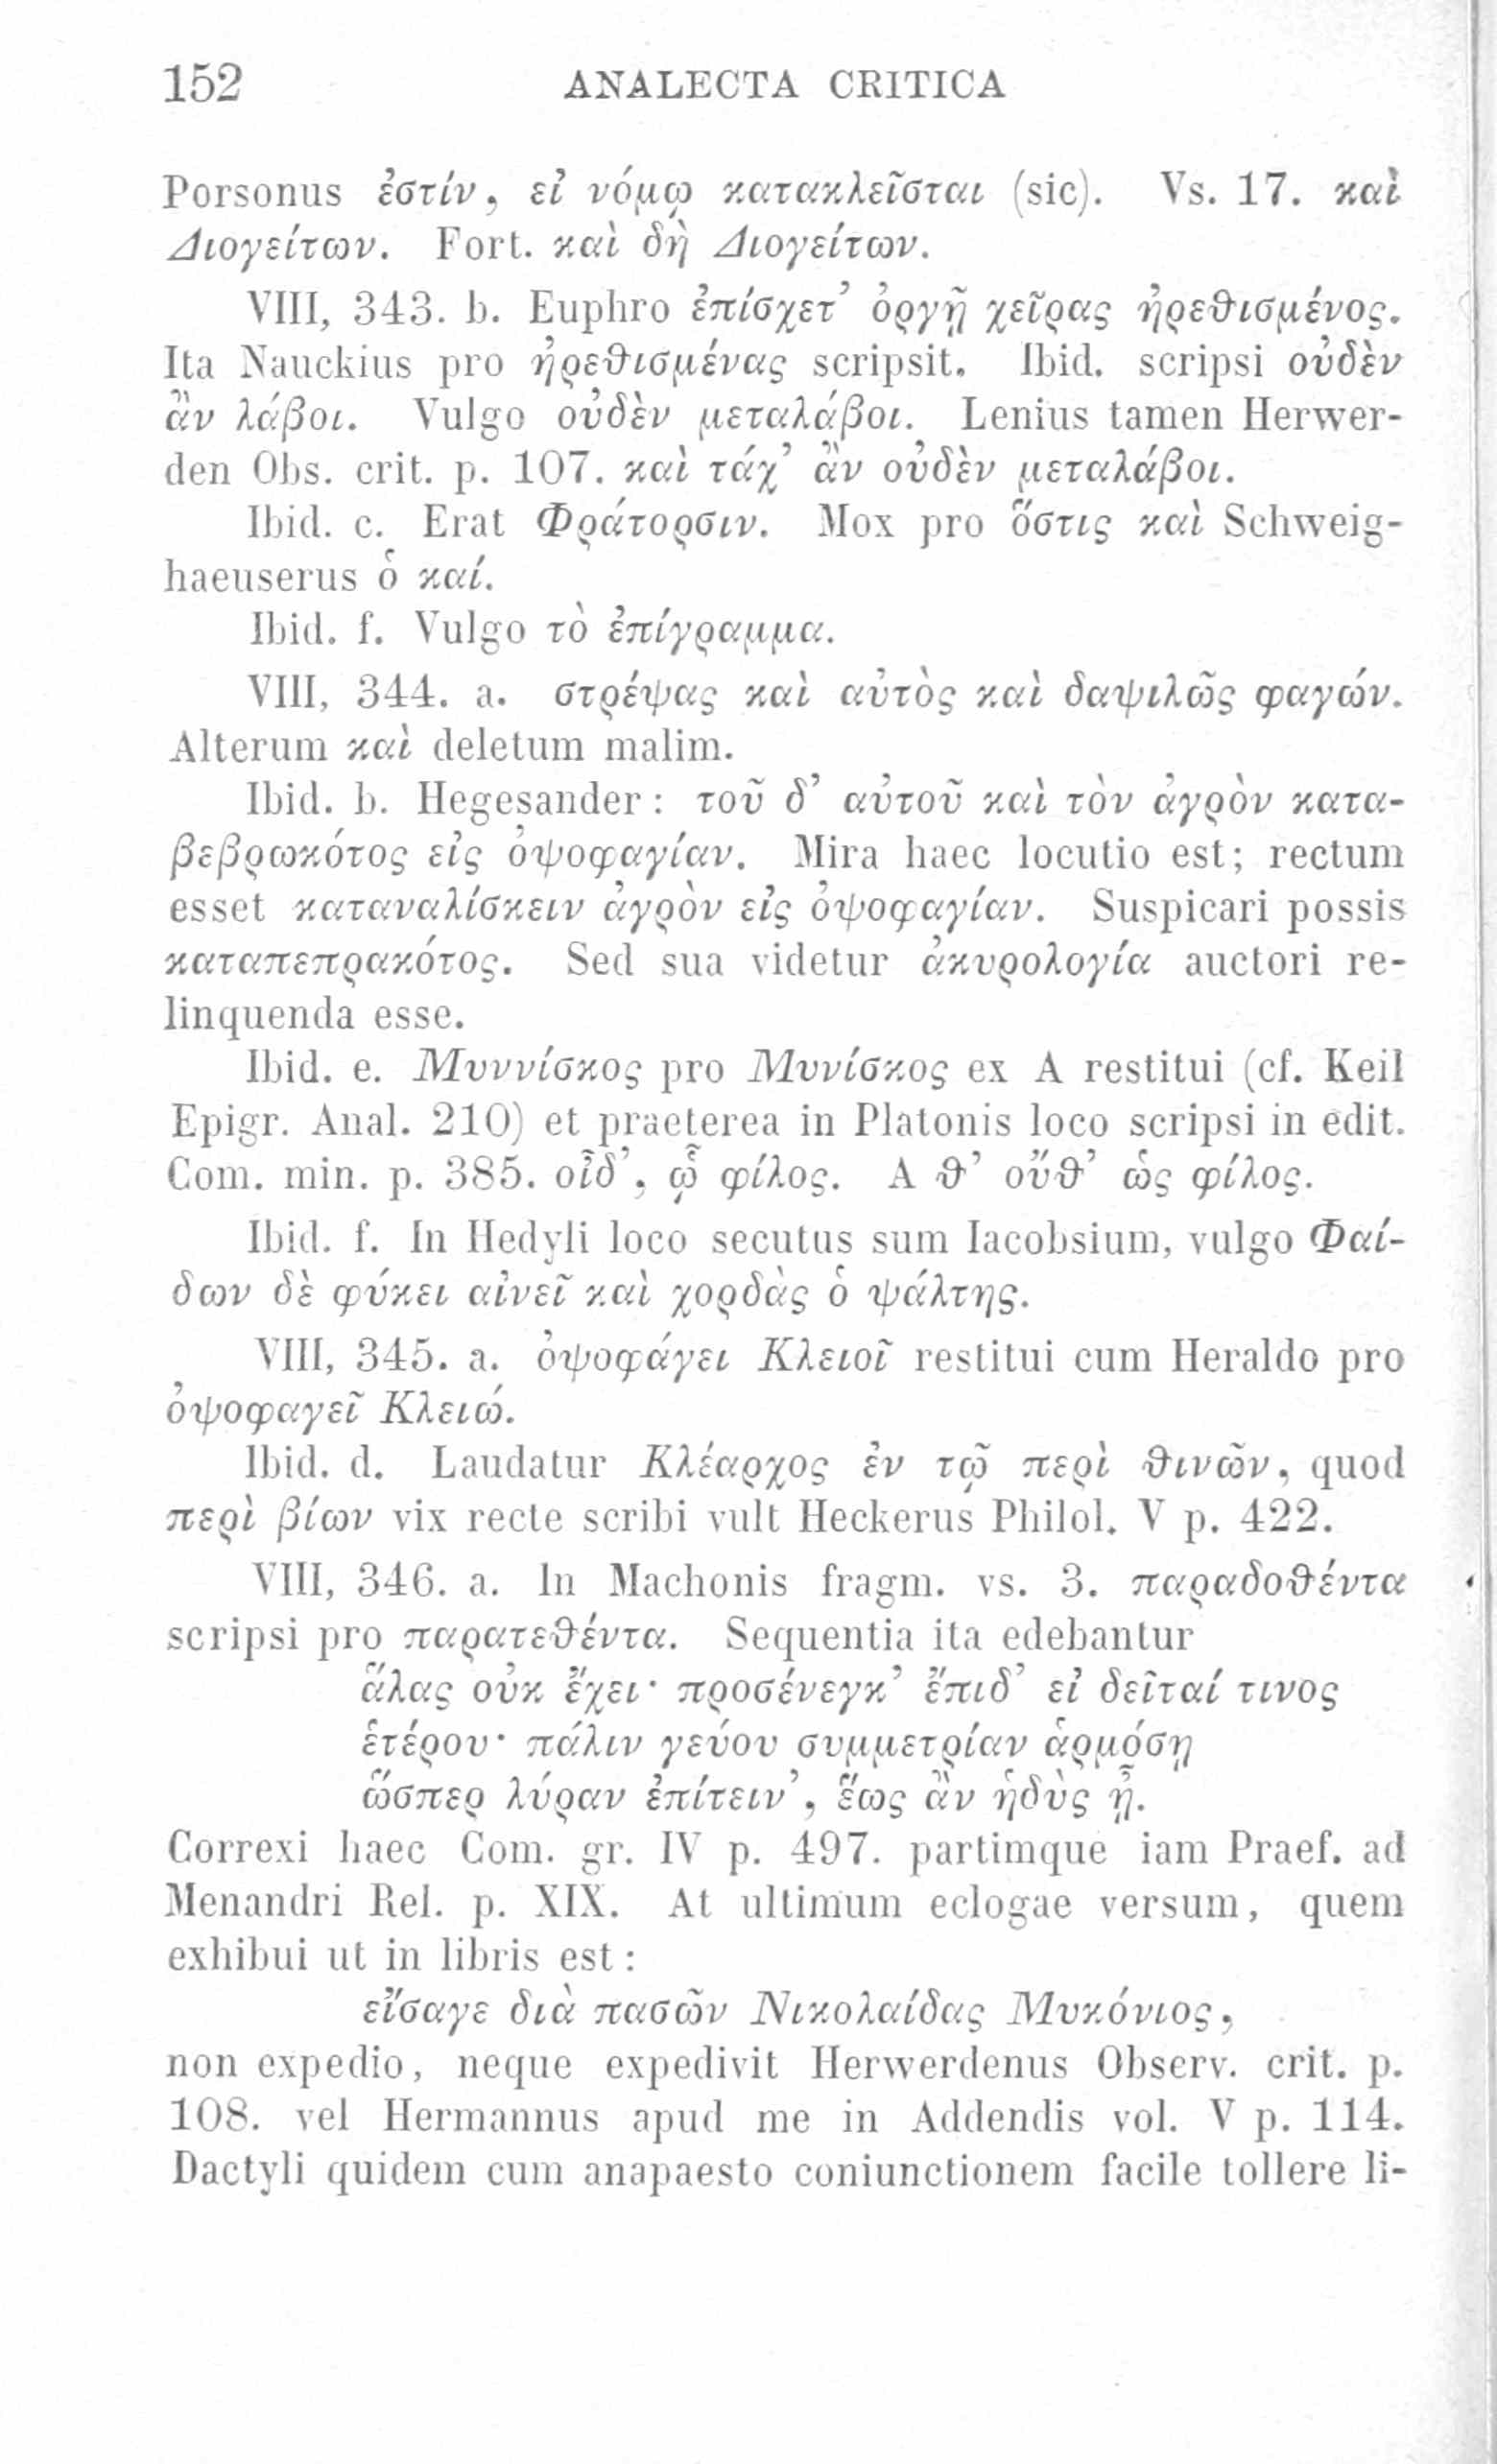 152 ANALECTA CRITICA
Porsonus ἐστίν, εἰ νόμῳ κατακλεῖσται (sic). Vs. 17. καὶ
Διογείτων. Fort. καὶ δὴ Διογείτων.
VIII, 343. b. Euphro ἐπίσχετ’ ὀργῇ χεῖρας ἠρεθισμένος.
Ita Nauckius pro ἠρεθισμένας scripsit. Ibid. scripsi οὐδὲν
ἂν λάβοι. Vulgo οὐδὲν μεταλάβοι. Lenius tamen Herwer-
den Obs. crit. p. 107. καὶ τάχ’ ἂν οὐδὲν μεταλάβοι.
Ibid. c. Erat Φράτορσιν. Mox pro ὅστις καὶ Schweig-
haeuserus ὁ καί.
Ibid. f. Vulgo τὸ ἐπίγραμμα.
VIII, 344. a. στρέψας καὶ αὐτὸς καὶ δαψιλῶς φαγών.
Alterum καὶ deletum malim.
Ibid. b. Hegesander: τοῦ δ’ αὐτοῦ καὶ τὸν ἀγρὸν κατα-
βεβρωκότος εἰς ὀψοφαγίαν. Mira haec locutio est; rectum
esset καταναλίσκειν ἀγρὸν εἰς ὀψοφαγίαν. Suspicari possis
καταπεπρακότος. Sed sua videtur ἀκυρολογία auctori re-
linquenda esse.
Ibid. e. Μυννίσκος pro Μυνίσκος ex A restitui (cf. Keil
Epigr. Anal. 210) et praeterea in Platonis loco scripsi in edit.
Com. min. p. 385. οἶδ’, ᾧ φίλος. A θ’ οὔθ’ ὡς φίλος.
Ibid. f. In Hedyli loco secutus sum Iacobsium, vulgo Φαί-
δων δὲ φύκει αἰνεῖ καὶ χορδὰς ὁ ψάλτης.
VIII, 345. a. ὀψοφάγει Κλειοῖ restitui cum Heraldo pro
ὀψοφαγεῖ Κλειώ.
Ibid. d. Laudatur Κλέαρχος ἐν τῷ περὶ θινῶν, quod
περὶ βίων vix recte scribi vult Heckerus Philol. V p. 422.
VIII, 346. a. In Machonis fragm. vs. 3. παραδοθέντα
scripsi pro παρατεθέντα. Sequentia ita edebantur
ἅλας οὐκ ἔχει· προσένεγκ’ ἔπιδ’ εἰ δεῖταί τινος
ἑτέρου· πάλιν γεύου συμμετρίαν ἁρμόσῃ
ὥσπερ λύραν ἐπίτειν’, ἕως ἂν ἡδὺς ᾖ.
Correxi haec Com. gr. IV p. 497. partimque iam Praef. ad
Menandri Rel. p. XIX. At ultimum eclogae versum, quem
exhibui ut in libris est:
εἴσαγε διὰ πασῶν Νικολαίδας Μυκόνιος,
non expedio, neque expedivit Herwerdenus Observ. crit. p.
108. vel Hermannus apud me in Addendis vol. V p. 114.
Dactyli quidem cum anapaesto coniunctionem facile tollere li-